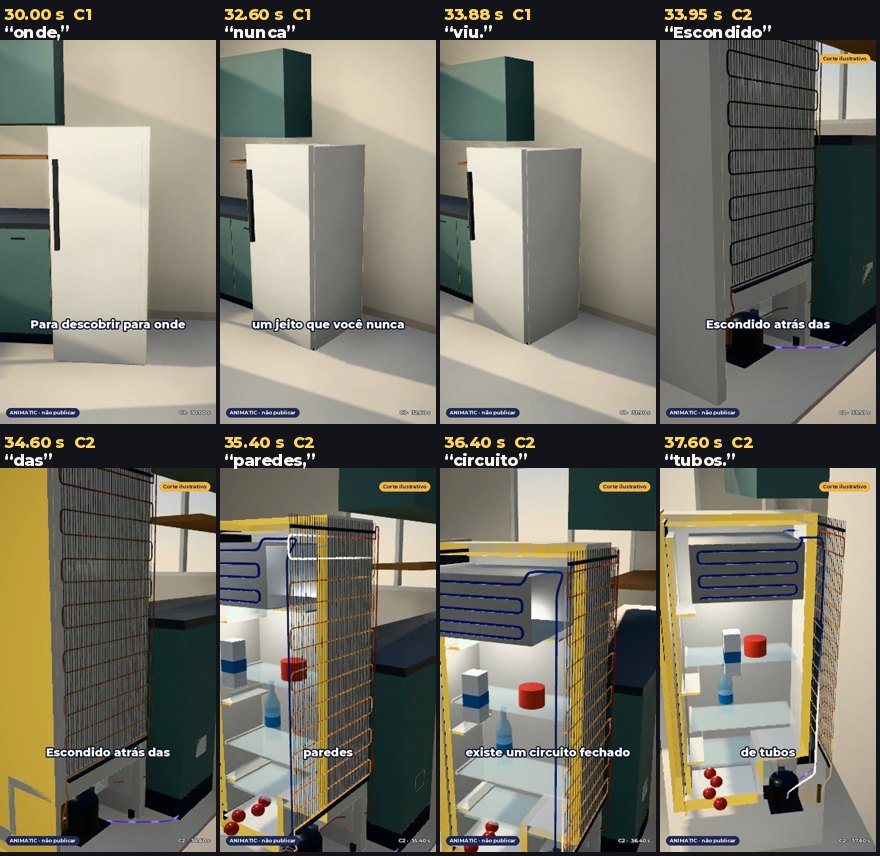 30.00 s C1
“onde,”
Para descobrir para onde
ANIMATIC - não publicar
32.60 s C1
“nunca”
um jeito que você nunca
ANIMATIC - não publicar
33.88 s C1
“viu.”
ANIMATIC - não publicar
33.95 s C2
“Escondido”
Corte ilustrativo
Escondido atrás das
ANIMATIC - não publicar
34.60 s C2
“das”
Corte ilustrativo
Escondido atrás das
ANIMATIC - não publicar
35.40 s C2
“paredes,”
Corte ilustrativo
paredes
ANIMATIC - não publicar
36.40 s C2
“circuito”
Corte ilustrativo
existe um circuito fechado
ANIMATIC - não publicar
37.60 s C2
“tubos.”
Corte ilustrativo
de tubos
ANIMATIC - não publicar